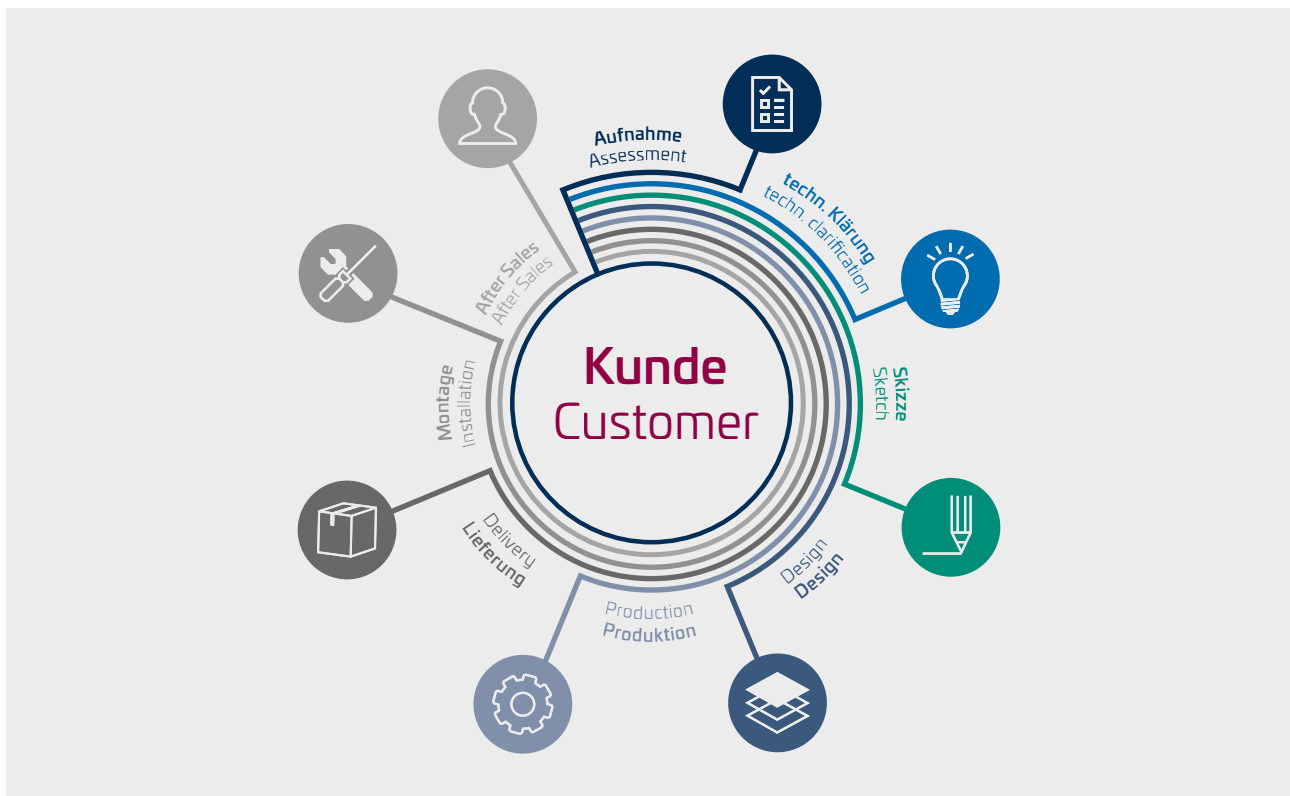 Aufnahme
Assessment
techn. Klärung
techn. clarification
Skizze
Sketch
Design
Design
Production
Produktion
Delivery
Lieferung
Montage
Installation
After Sales
After Sales
Kunde
Customer